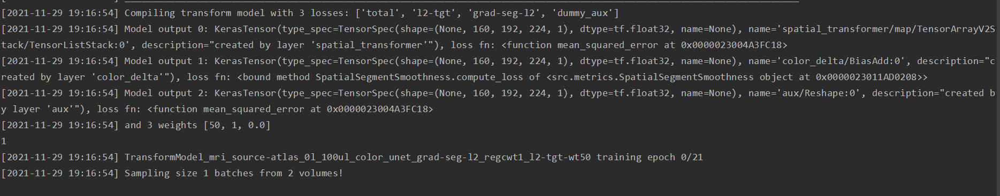 [2021-11-29 19:16:54] Compiling transform model with 3 losses: ['total', 'l2-tgt', 'grad-seg-l2', 'dummy_aux']
[2021-11-29 19:16:54] Model output 0: KerasTensor(type_spec=TensorSpec(shape=(None, 160, 192, 224, 1), dtype=tf.float32, name=None), name='spatial_transformer/map/TensorArrayV2S
tack/TensorListStack:0', description="created by layer 'spatial_transformer'"), loss fn: <function mean_squared_error at 0x0000023004A3FC18>
[2021-11-29 19:16:54] Model output 1: KerasTensor(type_spec=TensorSpec(shape=(None, 160, 192, 224, 1), dtype=tf.float32, name=None), name='color_delta/BiasAdd:0', description="c
reated by layer 'color_delta'"), loss fn: <bound method SpatialSegmentSmoothness.compute_loss of <src.metrics.SpatialSegmentSmoothness object at 0x0000023011AD0208>>
[2021-11-29 19:16:54] Model output 2: KerasTensor(type_spec=TensorSpec(shape=(None, 160, 192, 224, 1), dtype=tf.float32, name=None), name='aux/Reshape:0', description="created b
y layer 'aux'"), loss fn: <function mean_squared_error at 0x0000023004A3FC18>
[2021-11-29 19:16:54] and 3 weights [50, 1, 0.0]
1
[2021-11-29 19:16:54] TransformModel_mri_source-atlas_0l_100ul_color_unet_grad-seg-l2_regcwt1_l2-tgt-wt50 training epoch 0/21
[2021-11-29 19:16:54] Sampling size 1 batches from 2 volumes!